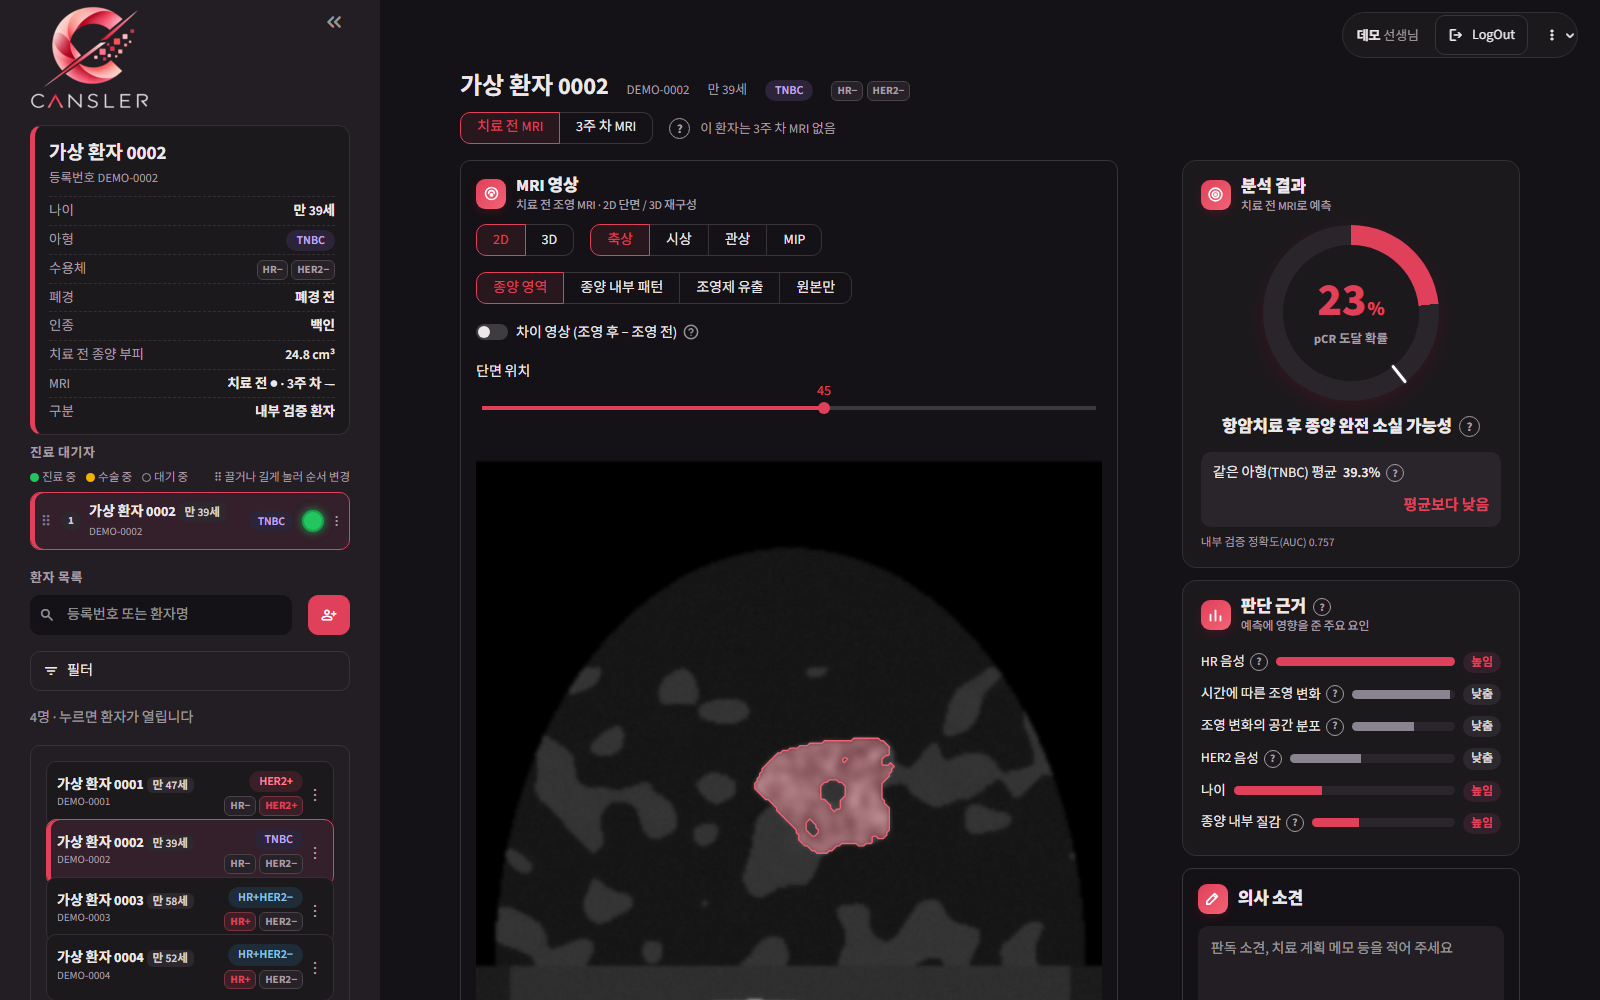 CANSLER
가상 환자 0002
등록번호 DEMO-0002
나이 만 39세
아형 TNBC
수용체 HR− HER2−
폐경 폐경 전
인종 백인
치료 전 종양 부피 24.8 cm³
MRI 치료 전 ● · 3주 차 —
구분 내부 검증 환자
진료 대기자
진료 중 수술 중 대기 중 ⠿ 끌거나 길게 눌러 순서 변경
1 가상 환자 0002 만 39세 TNBC
DEMO-0002
환자 목록
등록번호 또는 환자명
필터
4명 · 누르면 환자가 열립니다
가상 환자 0001 만 47세 HER2+
DEMO-0001 HR− HER2+
가상 환자 0002 만 39세 TNBC
DEMO-0002 HR− HER2−
가상 환자 0003 만 58세 HR+HER2−
DEMO-0003 HR+ HER2−
가상 환자 0004 만 52세 HR+HER2−
DEMO-0004 HR+ HER2−
데모 선생님 LogOut
가상 환자 0002 DEMO-0002 만 39세 TNBC HR− HER2−
치료 전 MRI 3주 차 MRI ? 이 환자는 3주 차 MRI 없음
MRI 영상
치료 전 조영 MRI · 2D 단면 / 3D 재구성
2D 3D 축상 시상 관상 MIP
종양 영역 종양 내부 패턴 조영제 유출 원본만
차이 영상 (조영 후 − 조영 전) ?
단면 위치
45
분석 결과
치료 전 MRI로 예측
23%
pCR 도달 확률
항암치료 후 종양 완전 소실 가능성 ?
같은 아형(TNBC) 평균 39.3% ?
평균보다 낮음
내부 검증 정확도(AUC) 0.757
판단 근거 ?
예측에 영향을 준 주요 요인
HR 음성 ? 높임
시간에 따른 조영 변화 ? 낮춤
조영 변화의 공간 분포 ? 낮춤
HER2 음성 ? 낮춤
나이 높임
종양 내부 질감 ? 높임
의사 소견
판독 소견, 치료 계획 메모 등을 적어 주세요